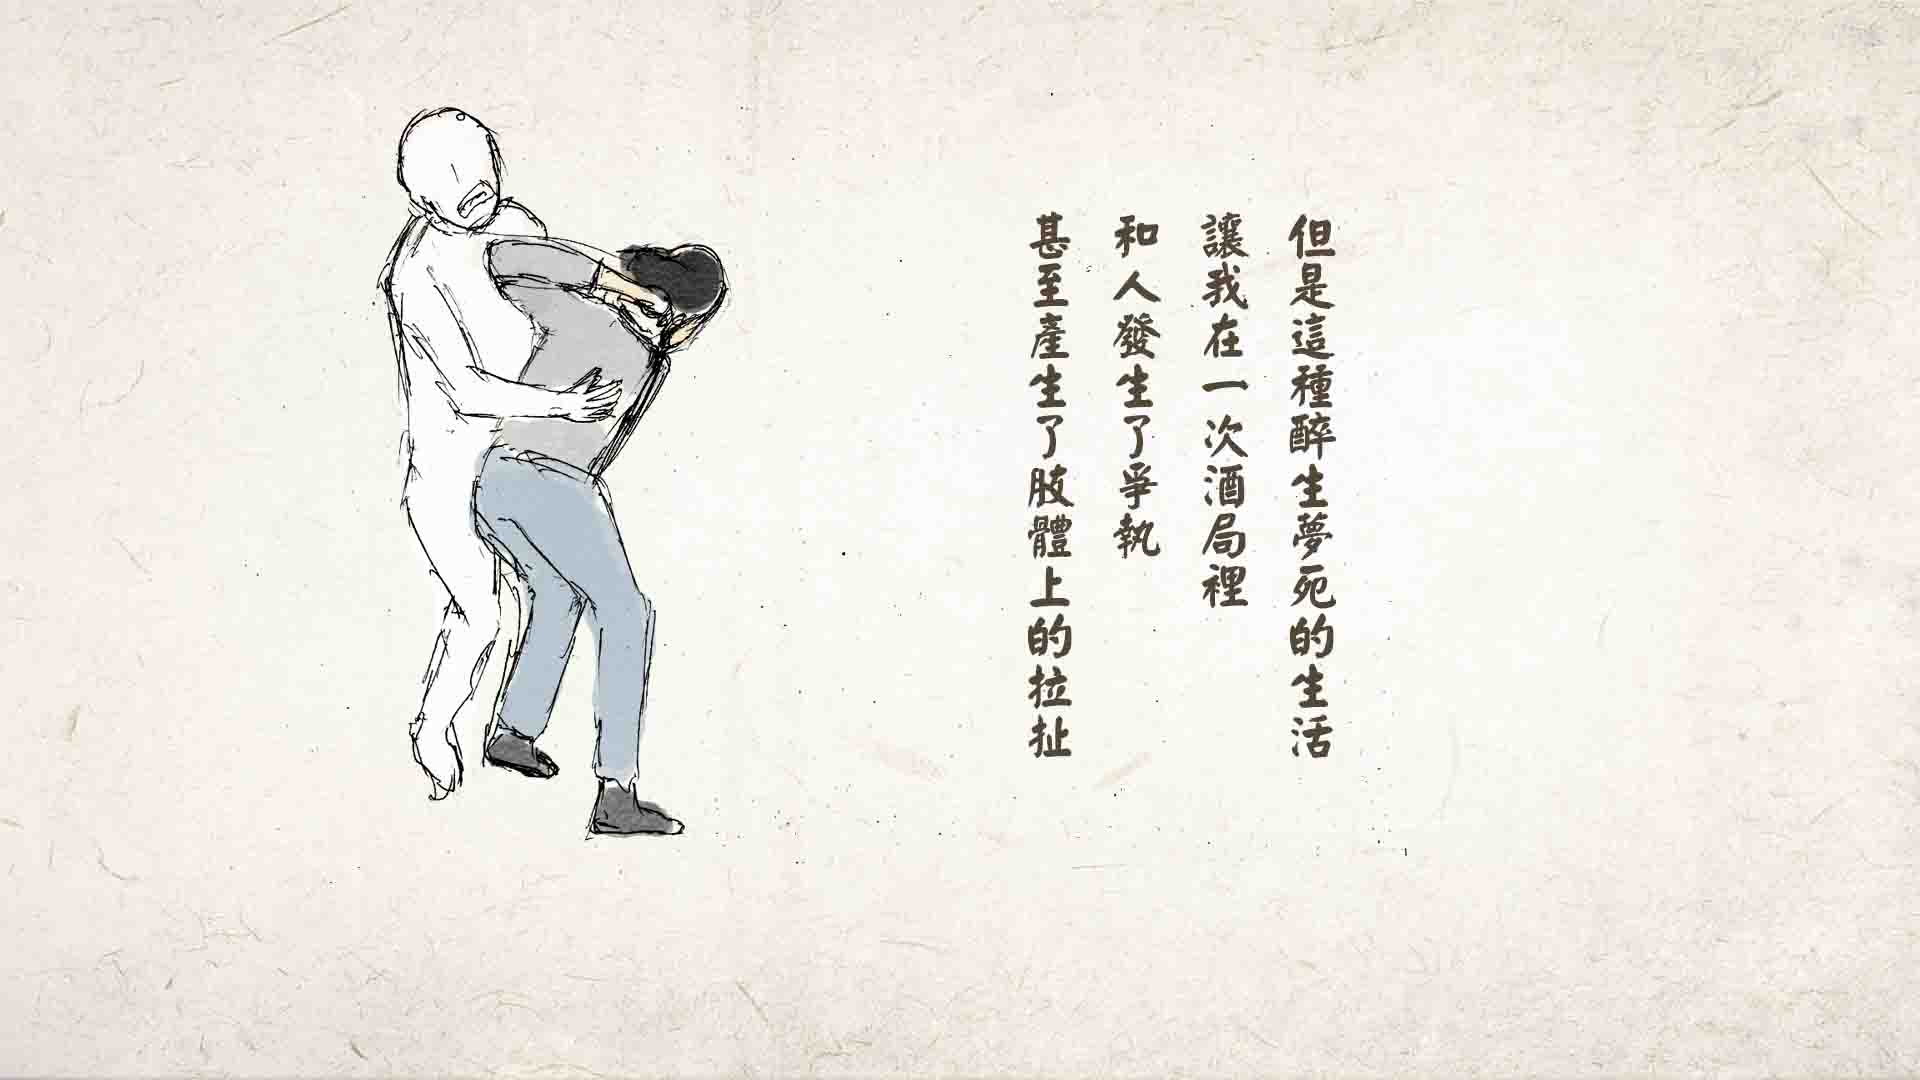 但是這種醉生夢死的生活
讓我在一次酒局裡
和人發生了爭執
甚至產生了肢體上的拉扯